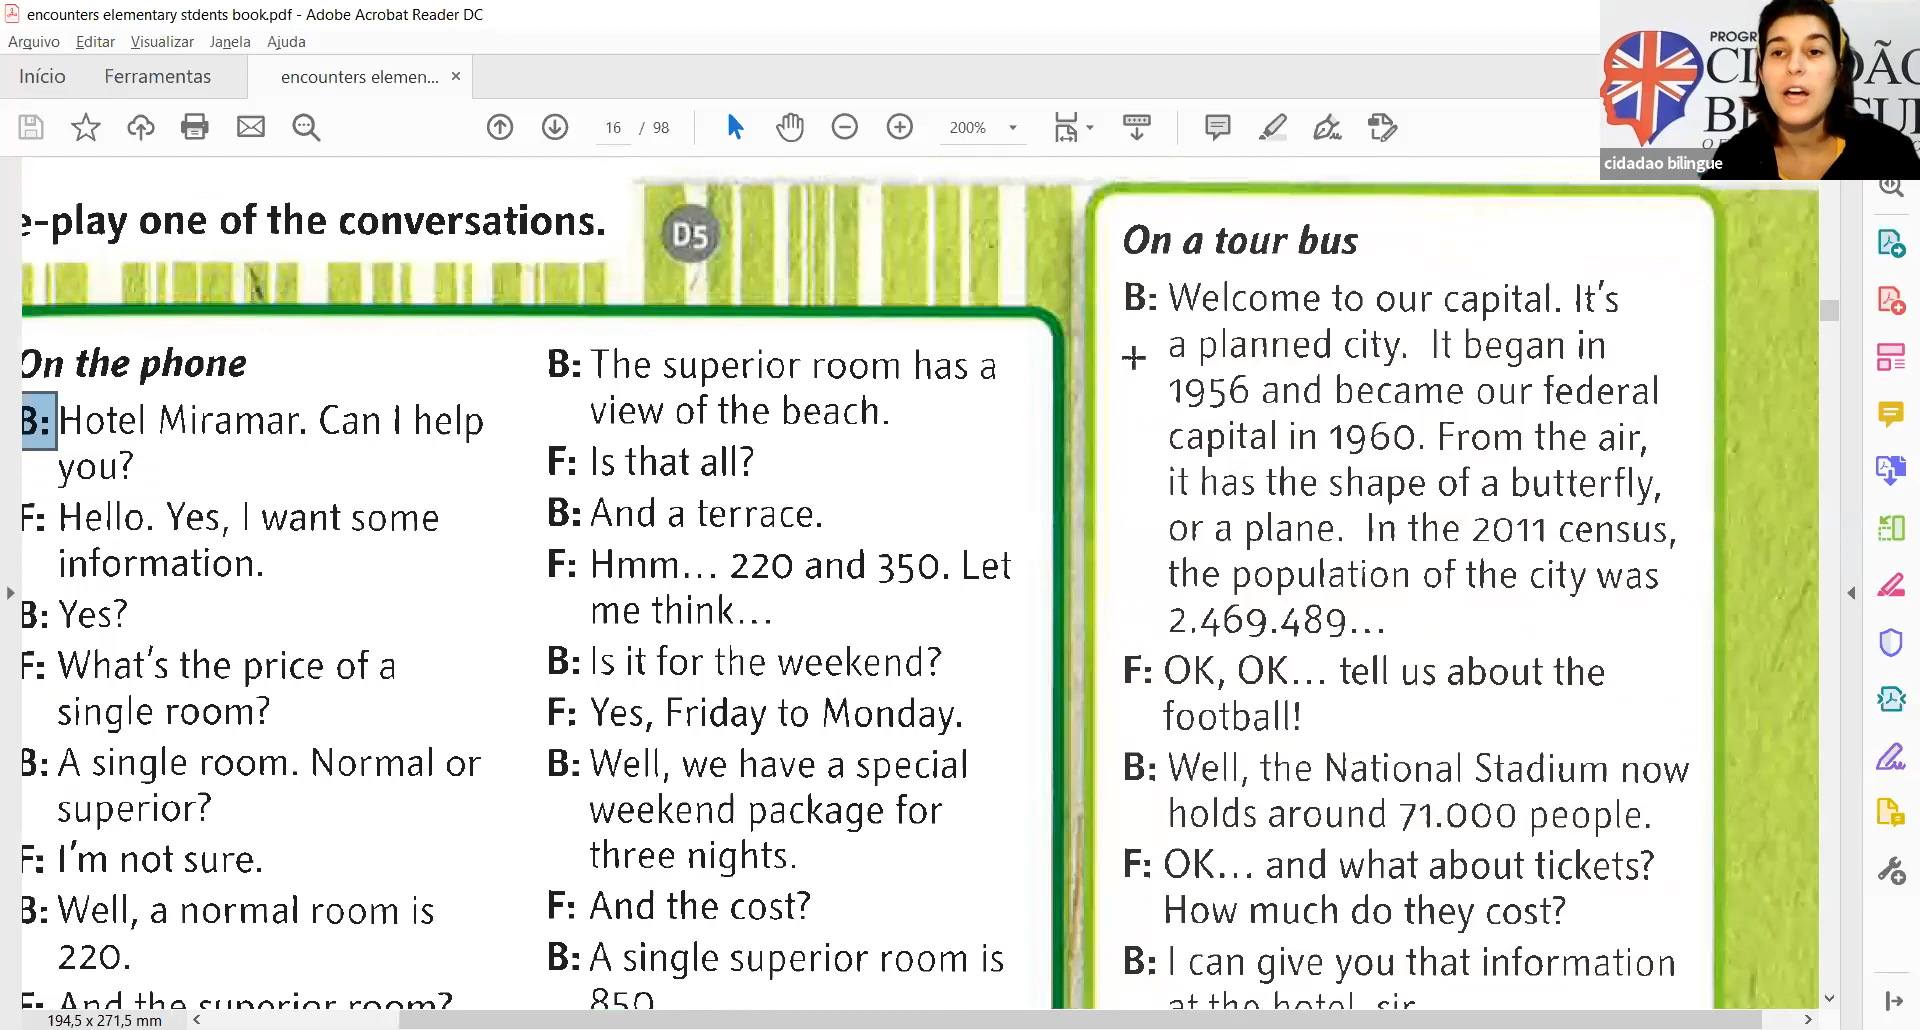 encounters elementary stdents book.pdf - Adobe Acrobat Reader DC
Arquivo Editar Visualizar Janela Ajuda
Início Ferramentas encounters elemen... ×
16 / 98 200%
cidadao bilingue
e-play one of the conversations.
D5
On the phone
B: Hotel Miramar. Can I help
you?
F: Hello. Yes, I want some
information.
B: Yes?
F: What's the price of a
single room?
B: A single room. Normal or
superior?
F: I'm not sure.
B: Well, a normal room is
220.
F: And the superior room?
B: The superior room has a
view of the beach.
F: Is that all?
B: And a terrace.
F: Hmm... 220 and 350. Let
me think...
B: Is it for the weekend?
F: Yes, Friday to Monday.
B: Well, we have a special
weekend package for
three nights.
F: And the cost?
B: A single superior room is
850
On a tour bus
B: Welcome to our capital. It's
a planned city. It began in
1956 and became our federal
capital in 1960. From the air,
it has the shape of a butterfly,
or a plane. In the 2011 census,
the population of the city was
2.469.489...
F: OK, OK... tell us about the
football!
B: Well, the National Stadium now
holds around 71.000 people.
F: OK... and what about tickets?
How much do they cost?
B: I can give you that information
at the hotel, sir
194,5 x 271,5 mm